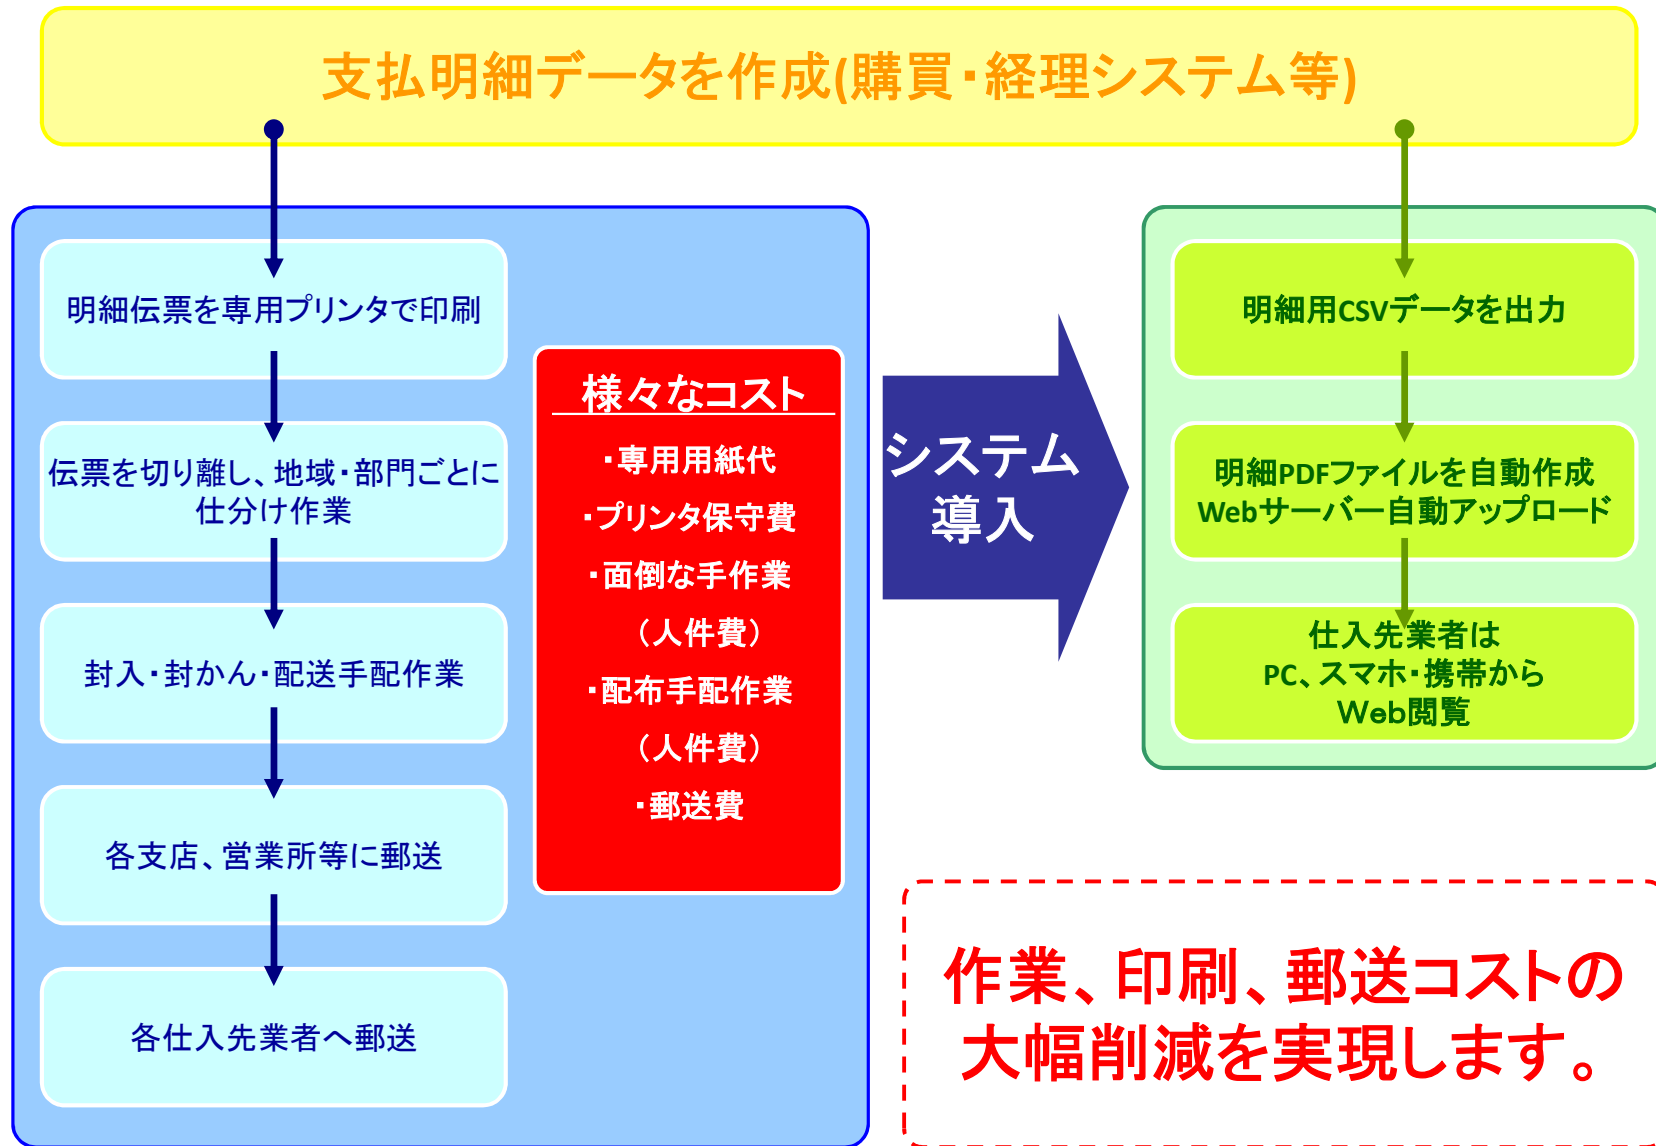 支払明細データを作成(購買・経理システム等)
明細伝票を専用プリンタで印刷
伝票を切り離し、地域・部門ごとに
仕分け作業
封入・封かん・配送手配作業
各支店、営業所等に郵送
各仕入先業者へ郵送
様々なコスト
・専用用紙代
・プリンタ保守費
・面倒な手作業
（人件費）
・配布手配作業
（人件費）
・郵送費
システム
導入
明細用CSVデータを出力
明細PDFファイルを自動作成
Webサーバー自動アップロード
仕入先業者は
PC、スマホ・携帯から
Ｗｅｂ閲覧
作業、印刷、郵送コストの
大幅削減を実現します。